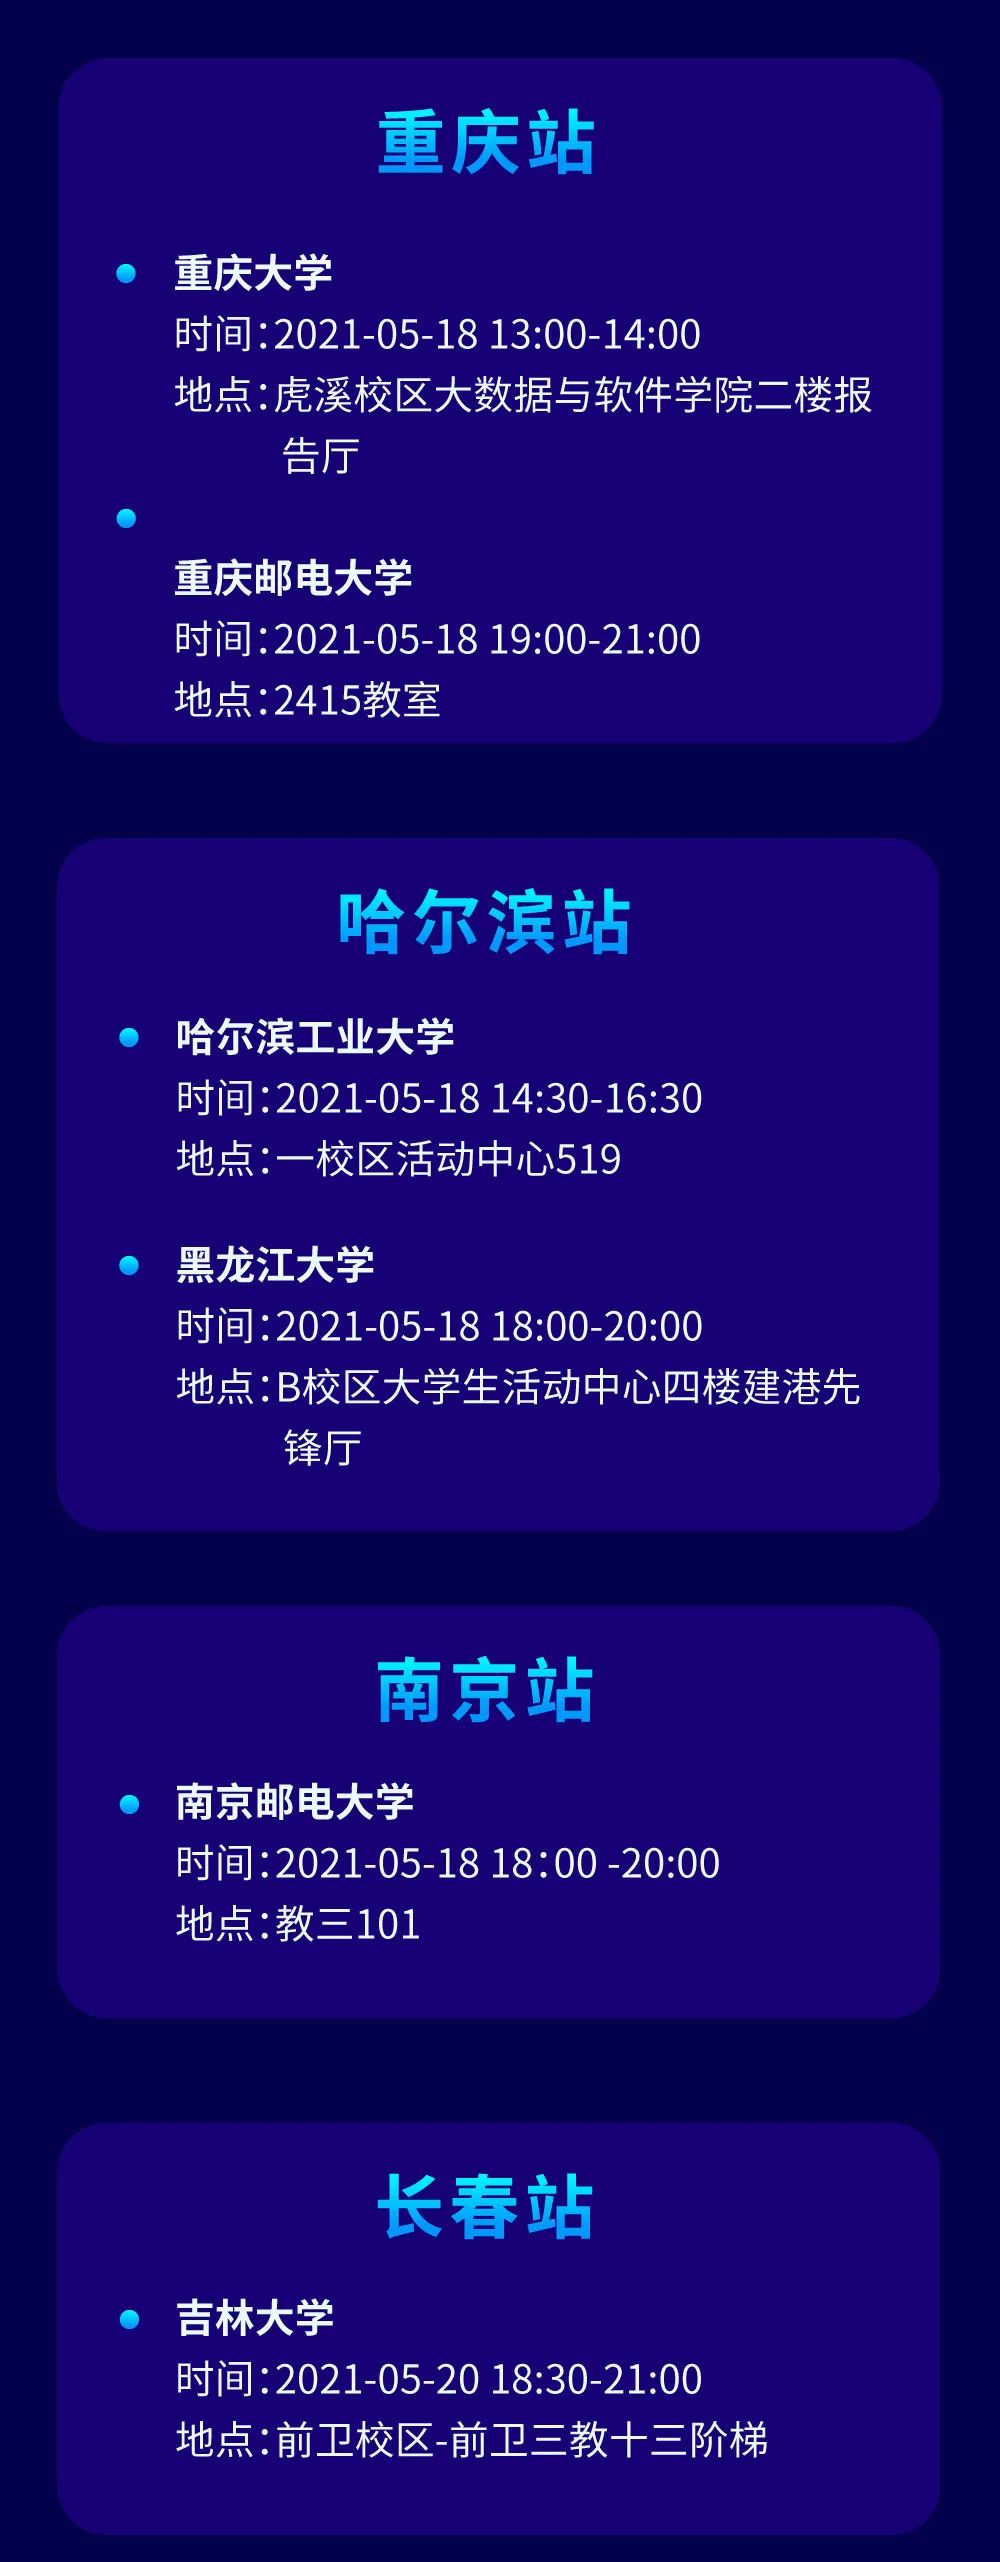 重庆站
重庆大学
时间：2021-05-18 13:00-14:00
地点：虎溪校区大数据与软件学院二楼报
告厅
重庆邮电大学
时间：2021-05-18 19:00-21:00
地点：2415教室
哈尔滨站
哈尔滨工业大学
时间：2021-05-18 14:30-16:30
地点：一校区活动中心519
黑龙江大学
时间：2021-05-18 18:00-20:00
地点：B校区大学生活动中心四楼建港先
锋厅
南京站
南京邮电大学
时间：2021-05-18 18：00 -20:00
地点：教三101
长春站
吉林大学
时间：2021-05-20 18:30-21:00
地点：前卫校区-前卫三教十三阶梯